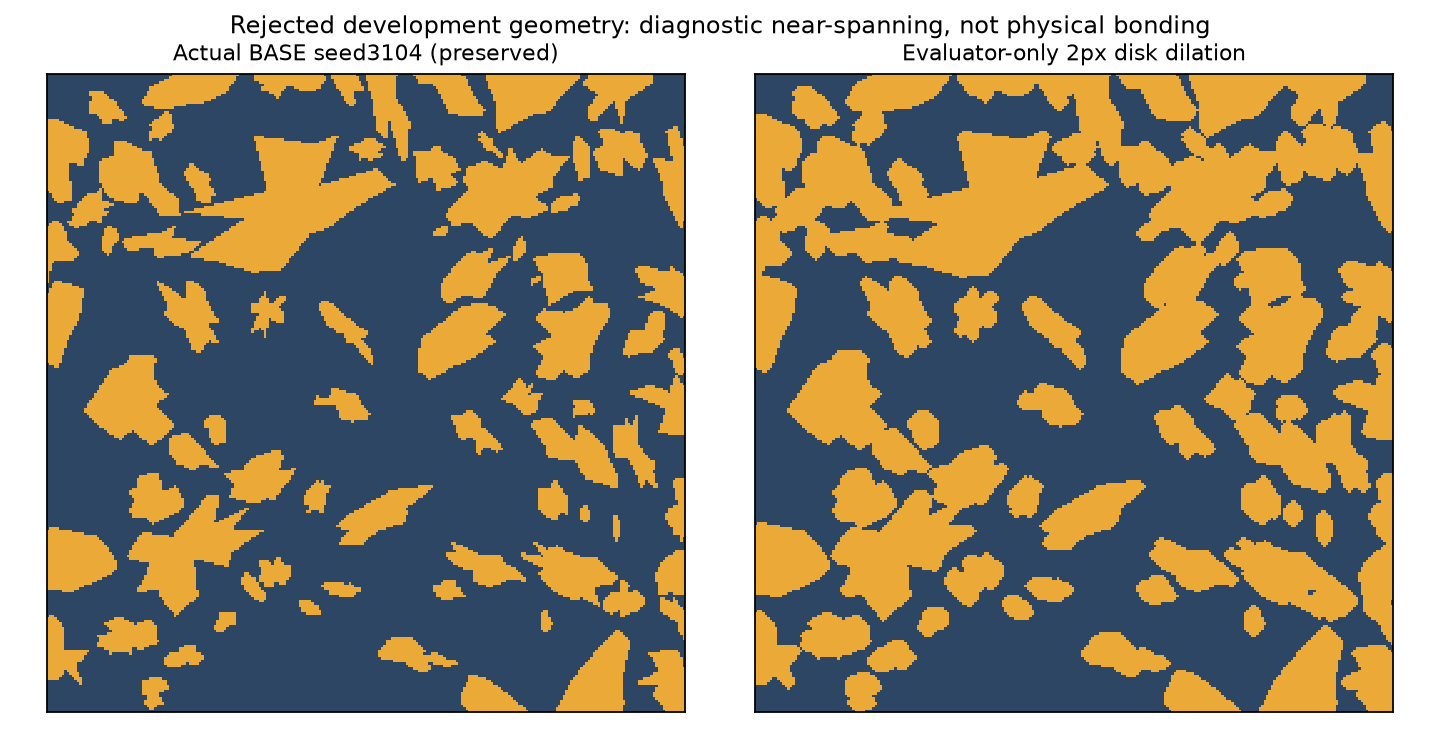 Rejected development geometry: diagnostic near-spanning, not physical bonding
Actual BASE seed3104 (preserved)
Evaluator-only 2px disk dilation